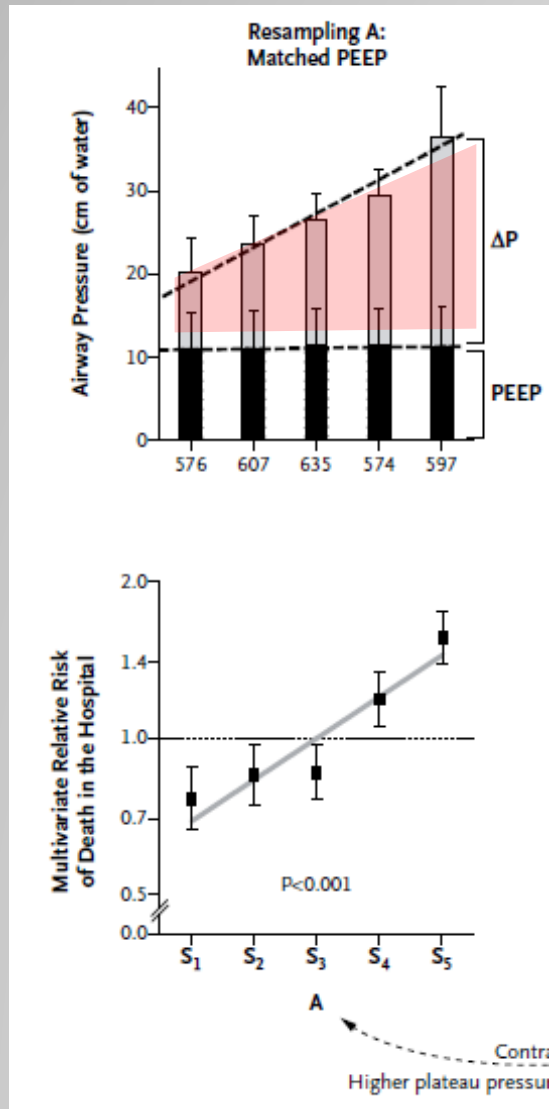 Resampling A:
Matched PEEP
Airway Pressure (cm of water)
40
30
20
10
0
ΔP
PEEP
576 607 635 574 597
Multivariate Relative Risk
of Death in the Hospital
2.0
1.4
1.0
0.7
0.5
0.0
P<0.001
S1 S2 S3 S4 S5
A
Contra
Higher plateau pressur